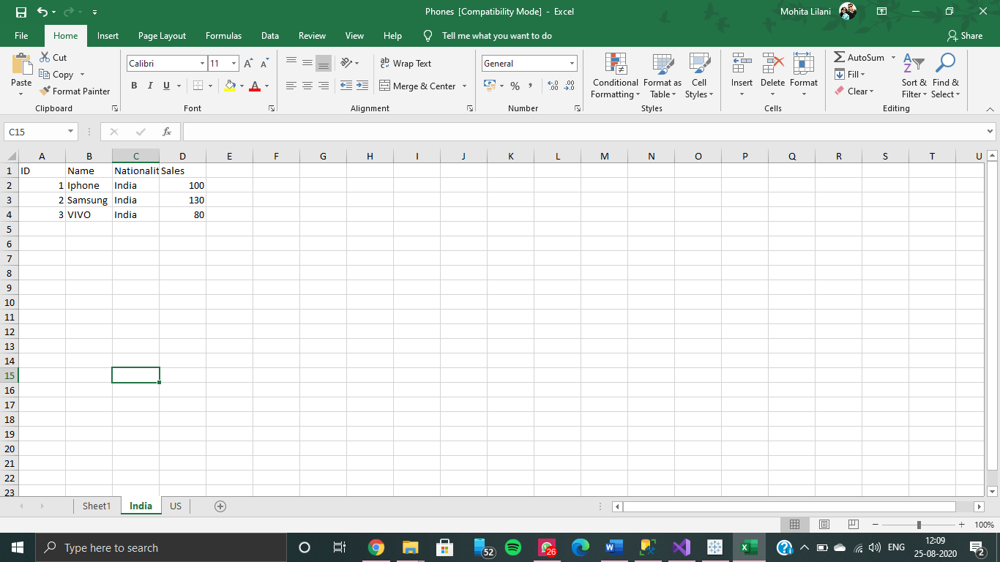 Phones [Compatibility Mode] - Excel
Mohita Lilani
File Home Insert Page Layout Formulas Data Review View Help Tell me what you want to do Share
Paste
Cut
Copy
Format Painter
Clipboard
Calibri 11
B I U A
Font
Wrap Text
Merge & Center
Alignment
General
% ,
Number
Conditional Formatting
Format as Table
Cell Styles
Styles
Insert Delete Format
Cells
AutoSum
Fill
Clear
Sort & Filter
Find & Select
Editing
C15 fx
A B C D E F G H I J K L M N O P Q R S T U
1 ID Name Nationalit Sales
2 1 Iphone India 100
3 2 Samsung India 130
4 3 VIVO India 80
5
6
7
8
9
10
11
12
13
14
15
16
17
18
19
20
21
22
23
Sheet1 India US
100%
Type here to search
52
26
ENG
12:09
25-08-2020
2